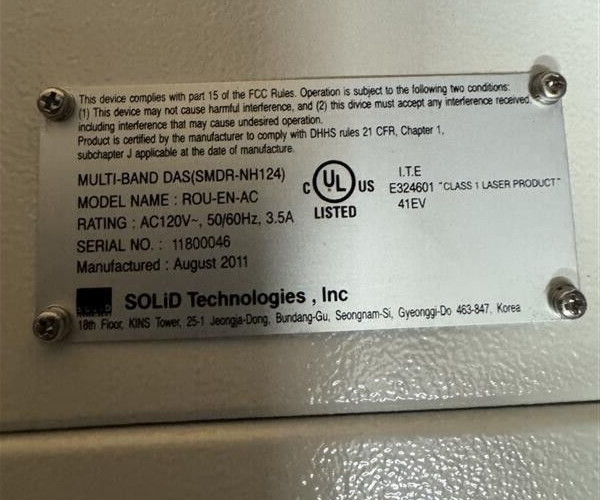 This device complies with part 15 of the FCC Rules. Operation is subject to the following two conditions:
(1) This device may not cause harmful interference, and (2) this divice must accept any interference received,
including interference that may cause undesired operation.
Product is certified by the manufacturer to comply with DHHS rules 21 CFR, Chapter 1,
subchapter J applicable at the date of manufacture.
MULTI-BAND DAS(SMDR-NH124)
MODEL NAME : ROU-EN-AC
RATING : AC120V~, 50/60Hz, 3.5A
SERIAL NO. : 11800046
Manufactured : August 2011
C UL US
LISTED
I.T.E
E324601 "CLASS 1 LASER PRODUCT"
41EV
SOLiD Technologies , Inc
18th Floor, KINS Tower, 25-1 Jeongja-Dong, Bundang-Gu, Seongnam-Si, Gyeonggi-Do 463-847, Korea